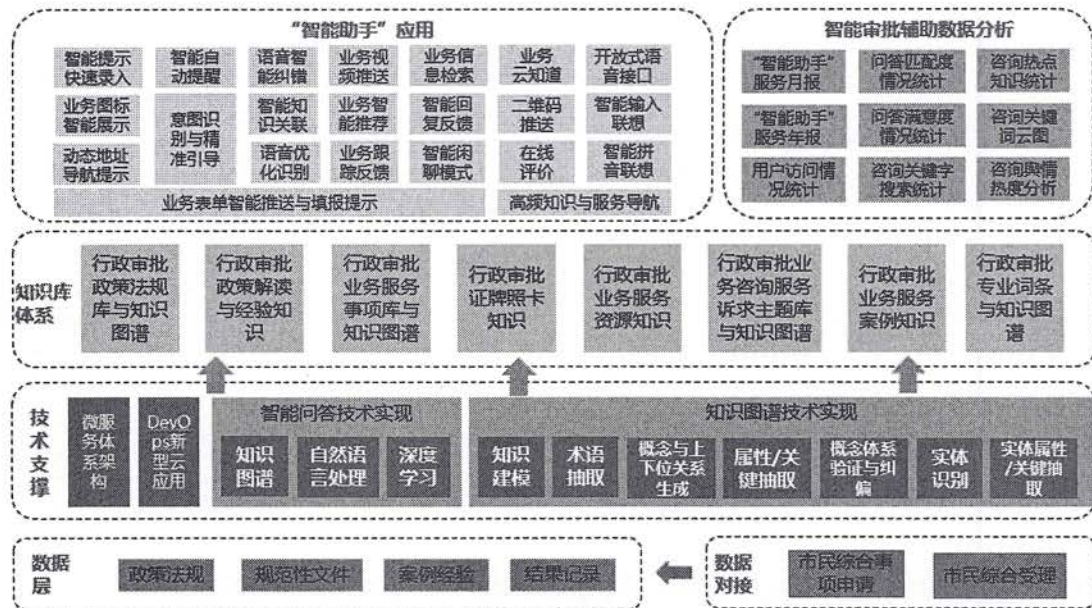 “智能助手”应用
智能提示
快速录入
智能自
动提醒
语音智
能纠错
业务视
频推送
业务信
息检索
业务
云知道
开放式语
音接口
业务图标
智能展示
意图识
别与精
准引导
智能知
识关联
业务智
能推荐
智能回
复反馈
二维码
推送
智能输入
联想
动态地址
导航提示
语音优
化识别
业务跟
踪反馈
智能闲
聊模式
在线
评价
智能拼
音联想
业务表单智能推送与填报提示
高频知识与服务导航
智能审批辅助数据分析
“智能助手”
服务月报
问答匹配度
情况统计
咨询热点
知识统计
“智能助手”
服务年报
问答满意度
情况统计
咨询关键
词云图
用户访问情
况统计
咨询关键字
搜索统计
咨询舆情
热度分析
知识库
体系
行政审批
政策法规
库与知识
图谱
行政审批
政策解读
与经验知
识
行政审批
业务服务
事项库与
知识图谱
行政审批
证牌照卡
知识
行政审批
业务服务
资源知识
行政审批业
务咨询服务
诉求主题库
与知识图谱
行政审批
业务服务
案例知识
行政审批
专业词条
与知识图
谱
技
术
支
撑
微服
务体
系架
构
DevO
ps新
型云
应用
智能问答技术实现
知识
图谱
自然语
言处理
深度
学习
知识图谱技术实现
知识
建模
术语
抽取
概念与上
下位关系
生成
属性/关
键抽取
概念体系
验证与纠
偏
实体
识别
实体属性
/关键抽
取
数据
层
政策法规
规范性文件
案例经验
结果记录
数据
对接
市民综合事
项申请
市民综合受理